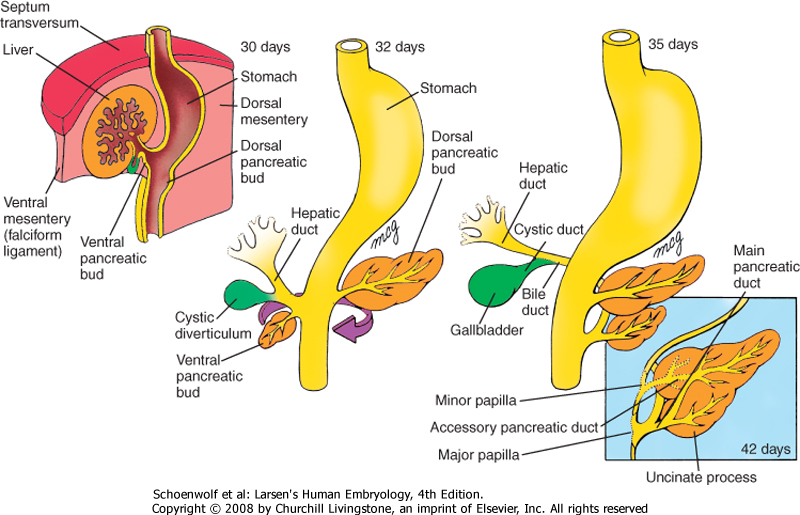 Septum
transversum
Liver
30 days
Stomach
Dorsal
mesentery
Dorsal
pancreatic
bud
Ventral
mesentery
(falciform
ligament)
Ventral
pancreatic
bud
32 days
Stomach
Dorsal
pancreatic
bud
Hepatic
duct
mcg
Cystic
diverticulum
Ventral
pancreatic
bud
35 days
Hepatic
duct
Cystic duct
mcg
Bile
duct
Gallbladder
Main
pancreatic
duct
Minor papilla
Accessory pancreatic duct
Major papilla
42 days
Uncinate process
Schoenwolf et al: Larsen's Human Embryology, 4th Edition.
Copyright © 2008 by Churchill Livingstone, an imprint of Elsevier, Inc. All rights reserved